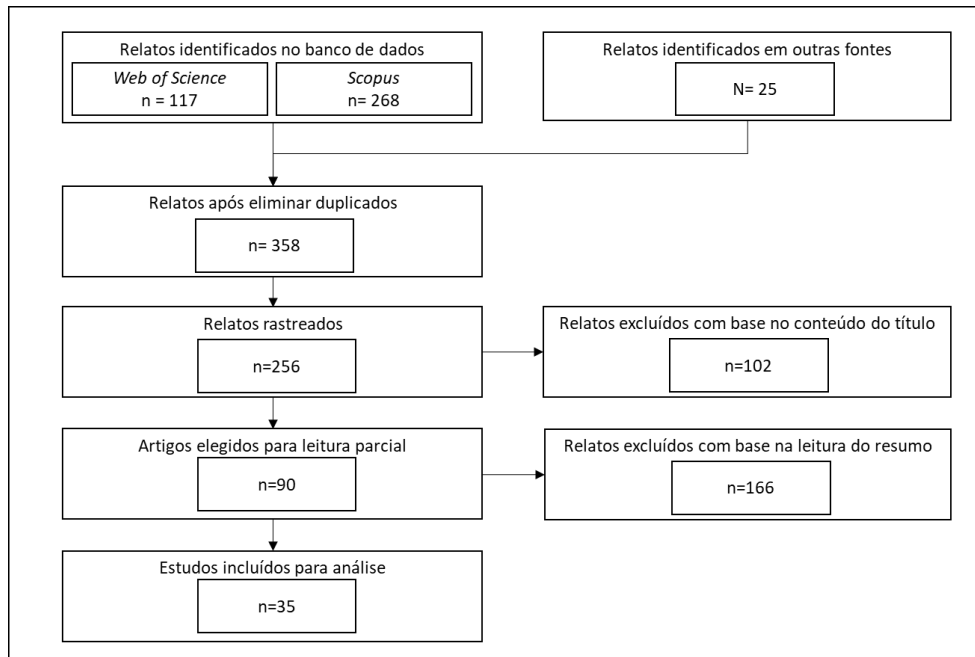 Relatos identificados no banco de dados
Web of Science
n = 117
Scopus
n= 268
Relatos identificados em outras fontes
N= 25
Relatos após eliminar duplicados
n= 358
Relatos rastreados
n=256
Relatos excluídos com base no conteúdo do título
n=102
Artigos elegidos para leitura parcial
n=90
Relatos excluídos com base na leitura do resumo
n=166
Estudos incluídos para análise
n=35